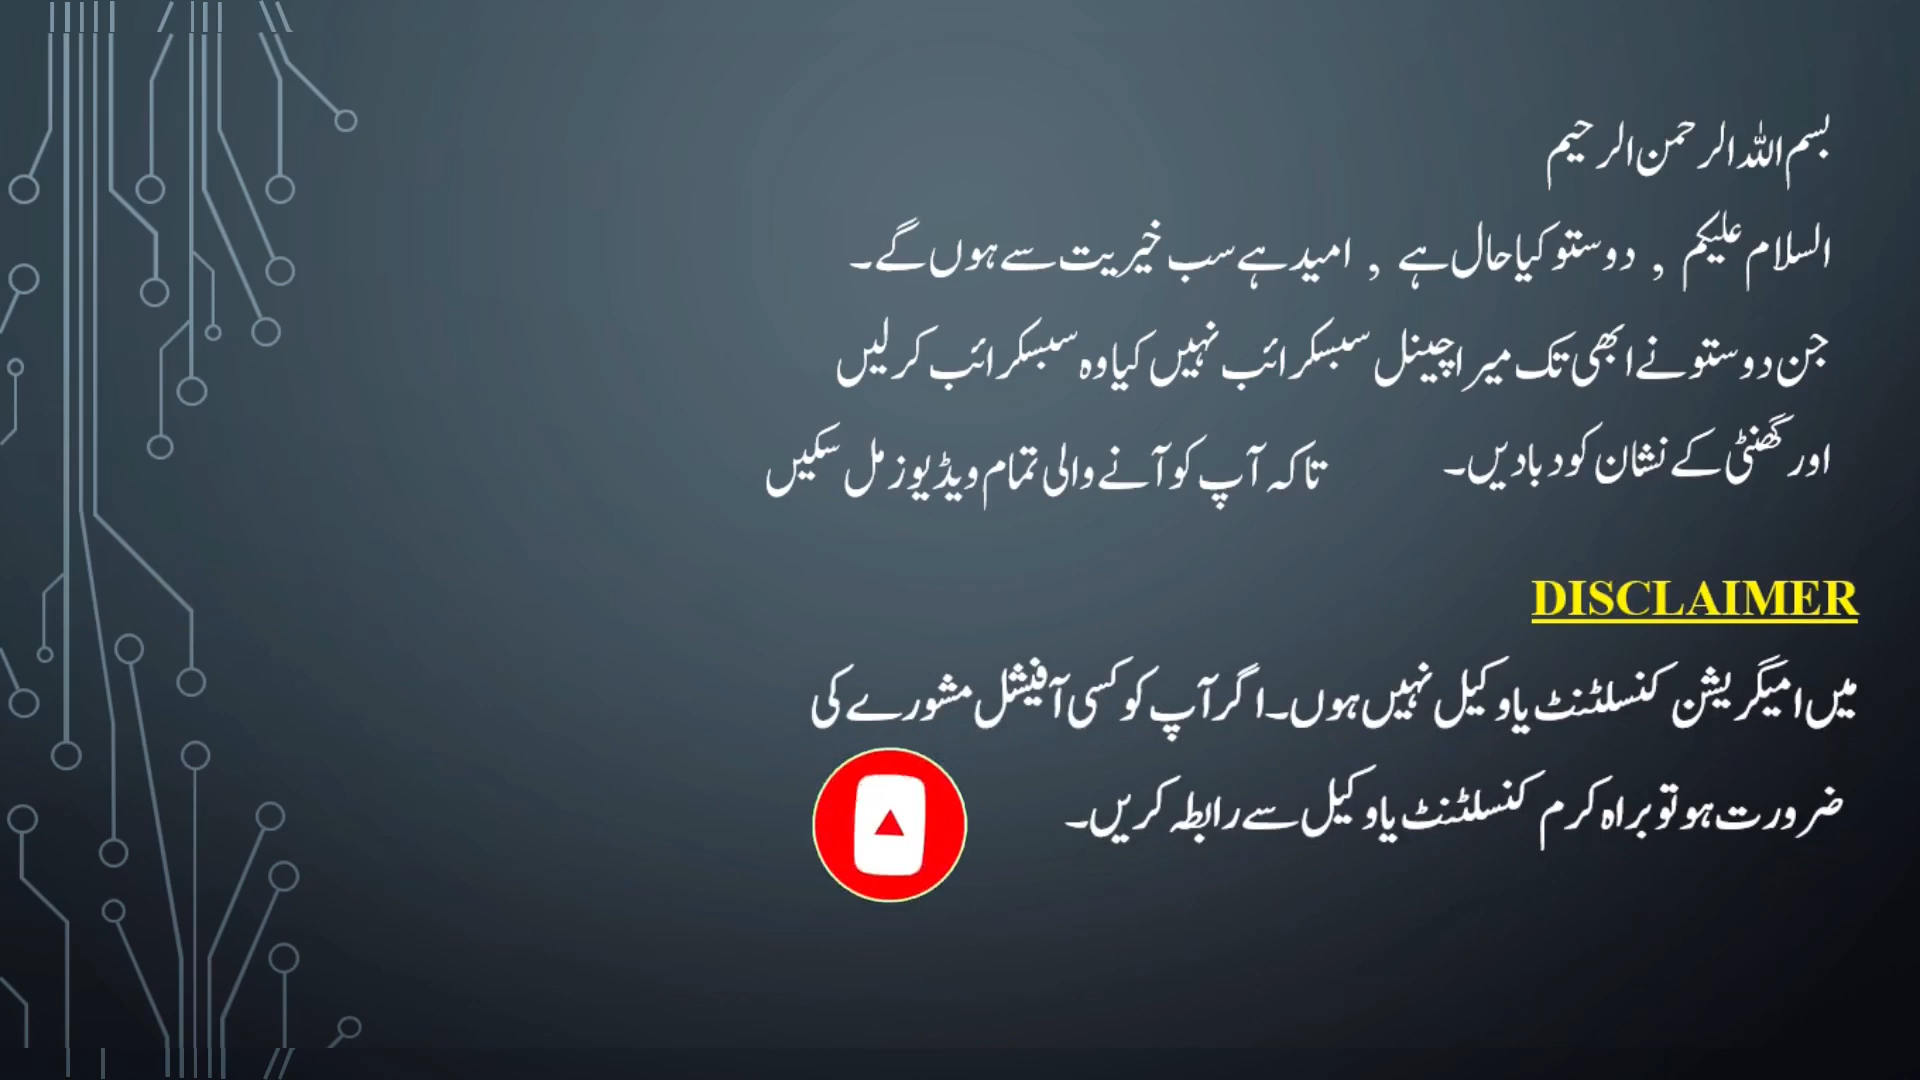 بسم اللہ الرحمن الرحیم
السلام علیکم , دوستو کیا حال ہے , امید ہے سب خیریت سے ہوں گے۔
جن دوستو نے ابھی تک میرا چینل سبسکرائب نہیں کیا وہ سبسکرائب کر لیں
اور گھنٹی کے نشان کو دبا دیں۔ تاکہ آپ کو آنے والی تمام ویڈیوز مل سکیں
DISCLAIMER
میں امیگریشن کنسلٹنٹ یا وکیل نہیں ہوں۔ اگر آپ کو کسی آفیشل مشورے کی
ضرورت ہو تو براہ کرم کنسلٹنٹ یا وکیل سے رابطہ کریں۔